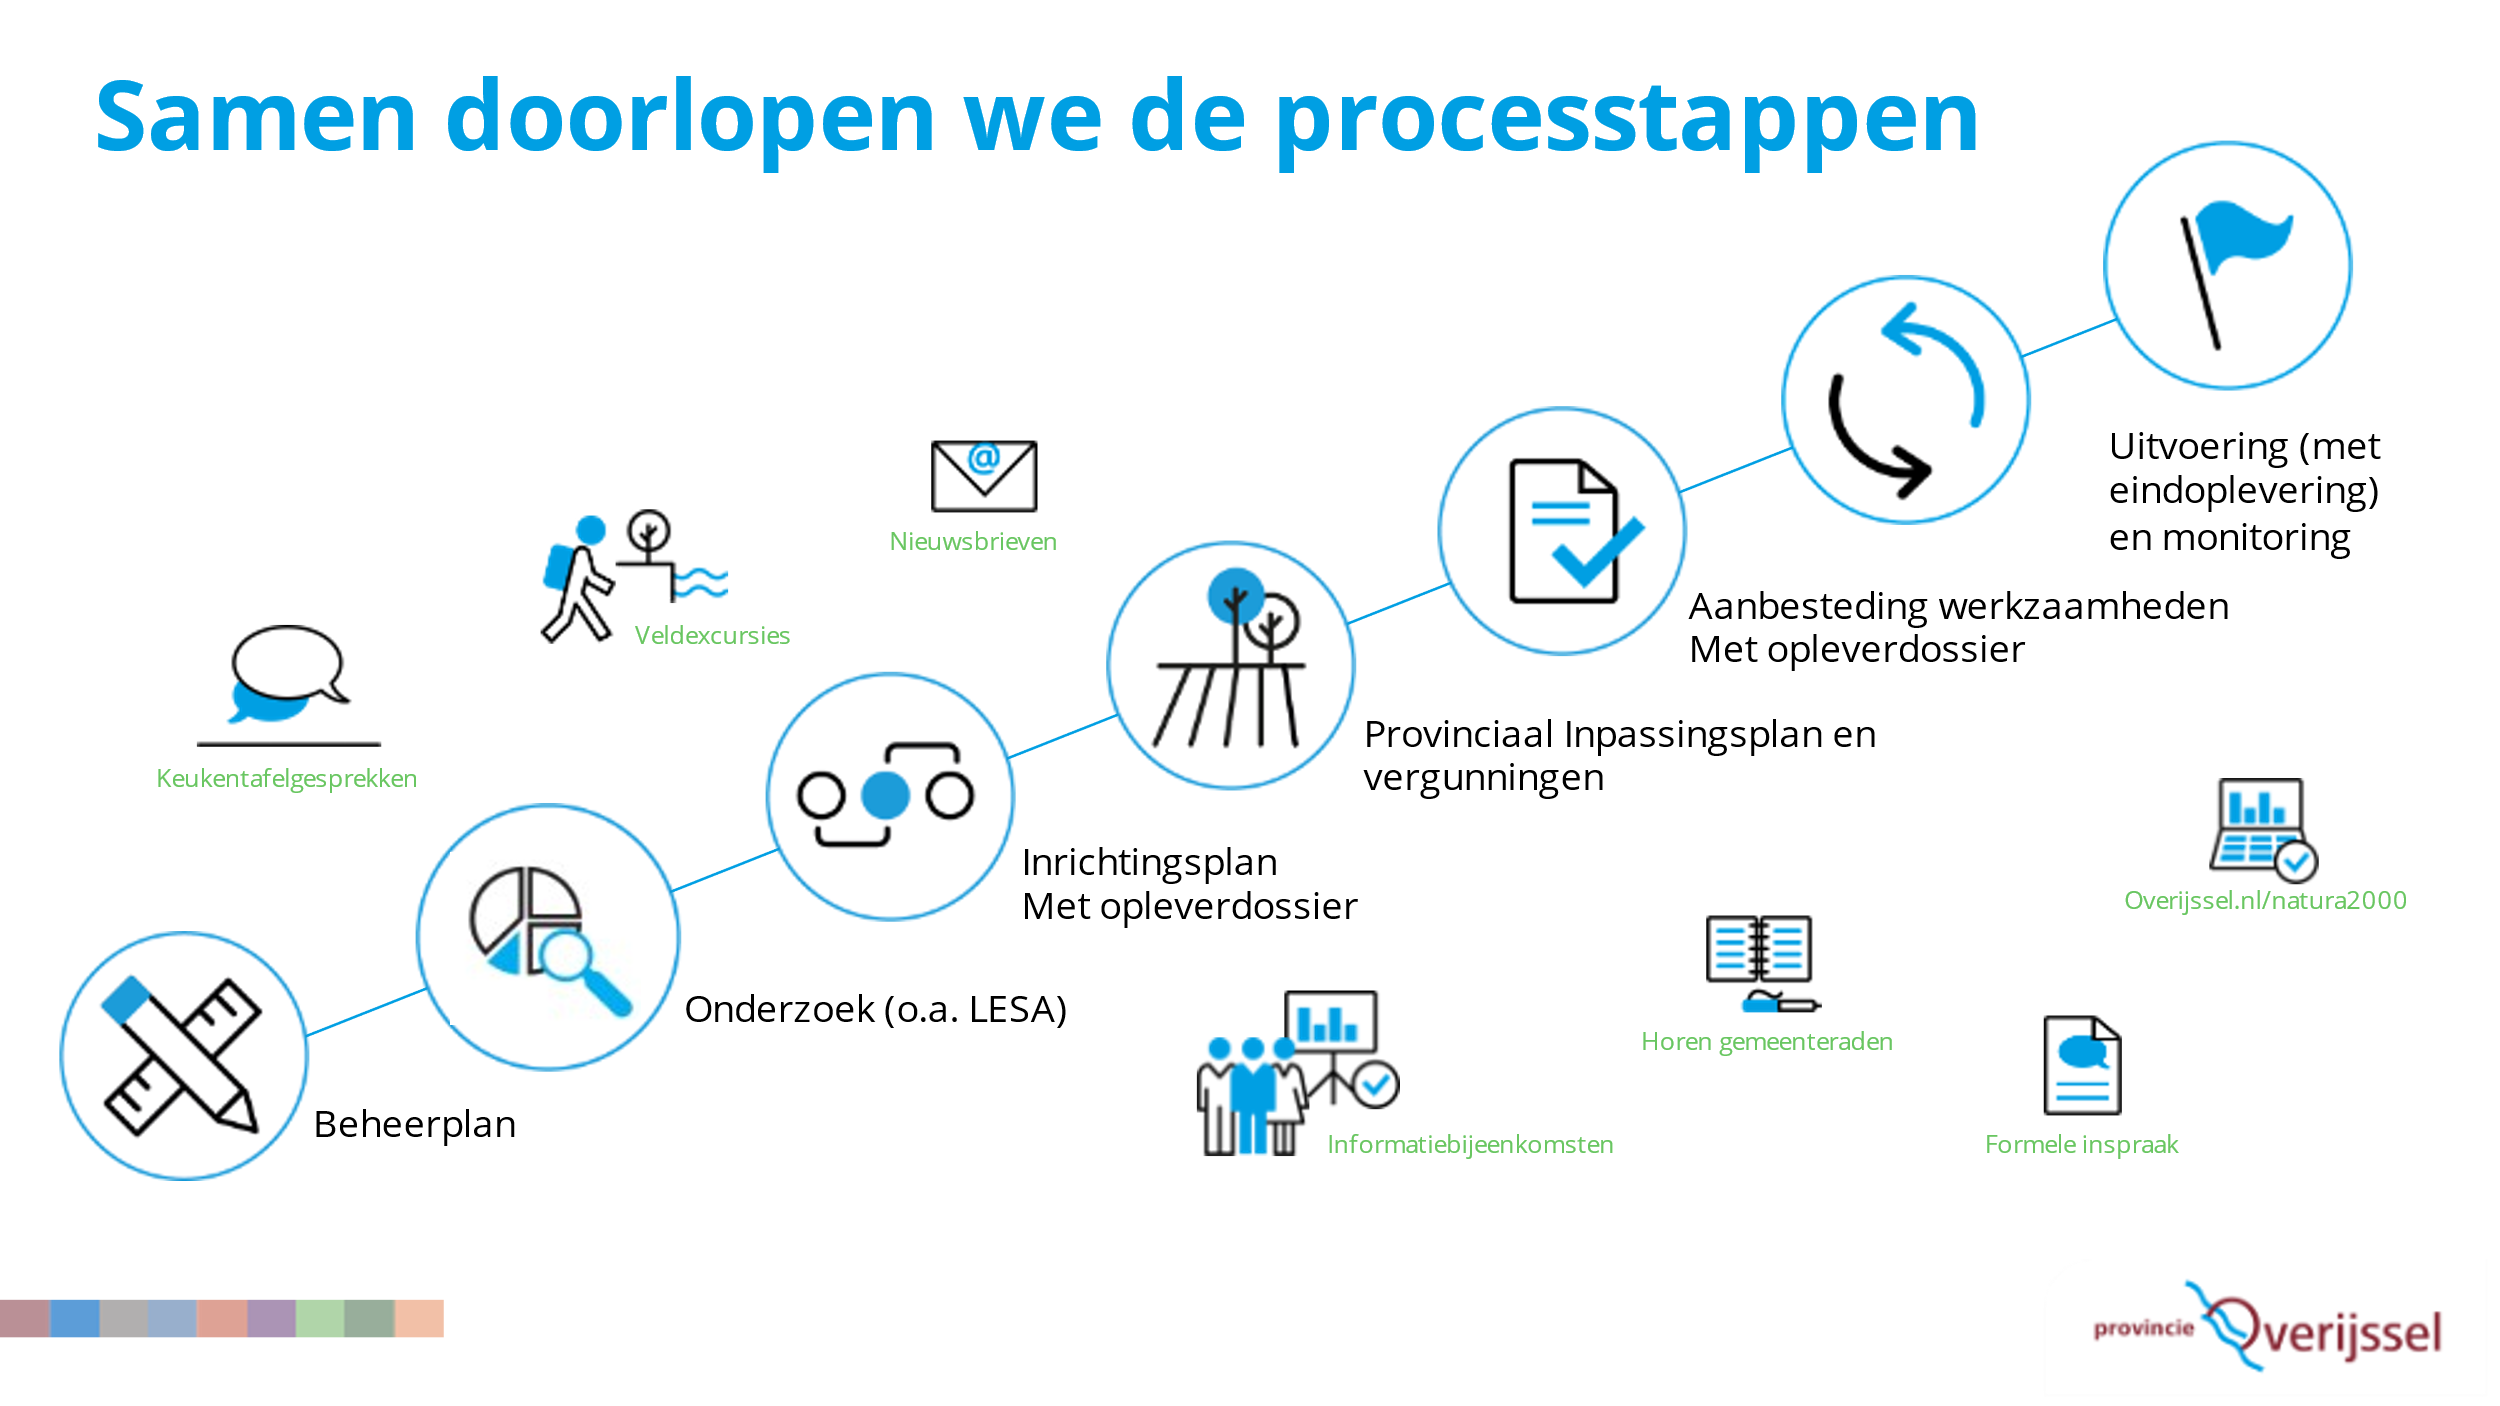 Samen doorlopen we de processtappen
Uitvoering (met
eindoplevering)
en monitoring
@
Nieuwsbrieven
Aanbesteding werkzaamheden
Met opleverdossier
Veldexcursies
Provinciaal Inpassingsplan en
vergunningen
Keukentafelgesprekken
Inrichtingsplan
Met opleverdossier
Overijssel.nl/natura2000
Onderzoek (o.a. LESA)
Horen gemeenteraden
Beheerplan
Informatiebijeenkomsten
Formele inspraak
provincie Overijssel